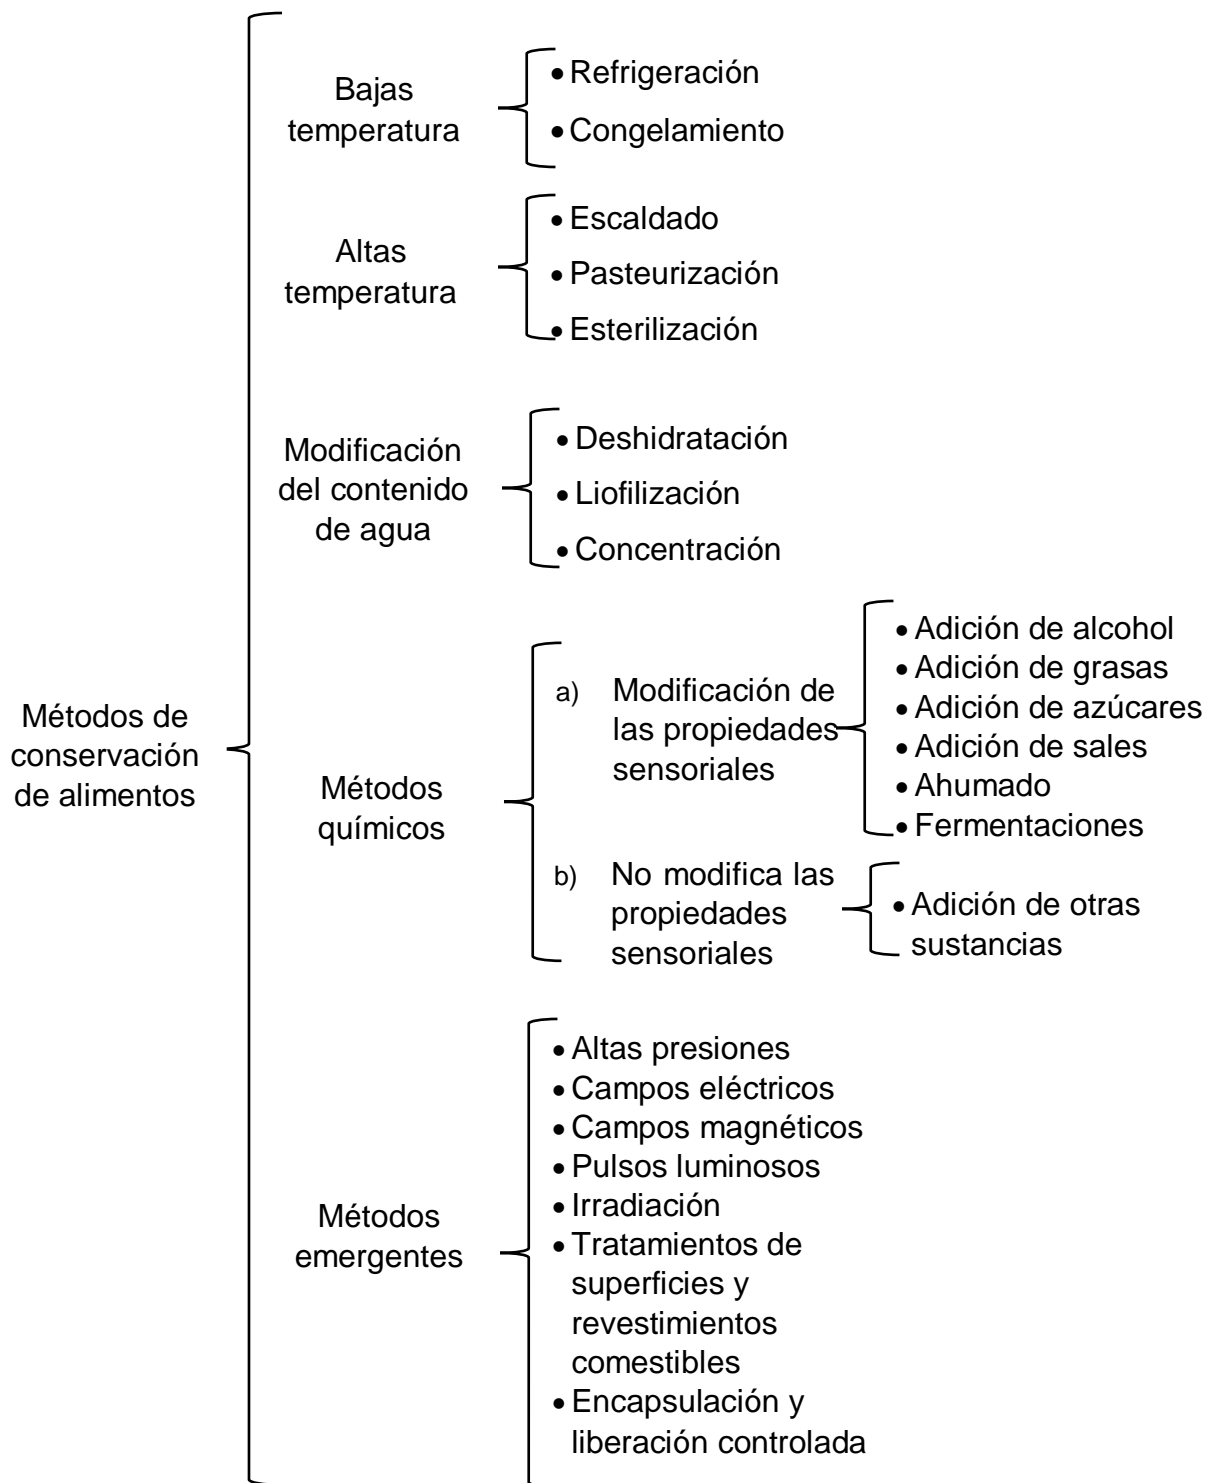 Bajas
temperatura
• Refrigeración
• Congelamiento
Altas
temperatura
• Escaldado
• Pasteurización
• Esterilización
Modificación
del contenido
de agua
• Deshidratación
• Liofilización
• Concentración
Métodos de
conservación
de alimentos
Métodos
químicos
a) Modificación de
las propiedades
sensoriales
• Adición de alcohol
• Adición de grasas
• Adición de azúcares
• Adición de sales
• Ahumado
• Fermentaciones
b) No modifica las
propiedades
sensoriales
• Adición de otras
sustancias
Métodos
emergentes
• Altas presiones
• Campos eléctricos
• Campos magnéticos
• Pulsos luminosos
• Irradiación
• Tratamientos de
superficies y
revestimientos
comestibles
• Encapsulación y
liberación controlada